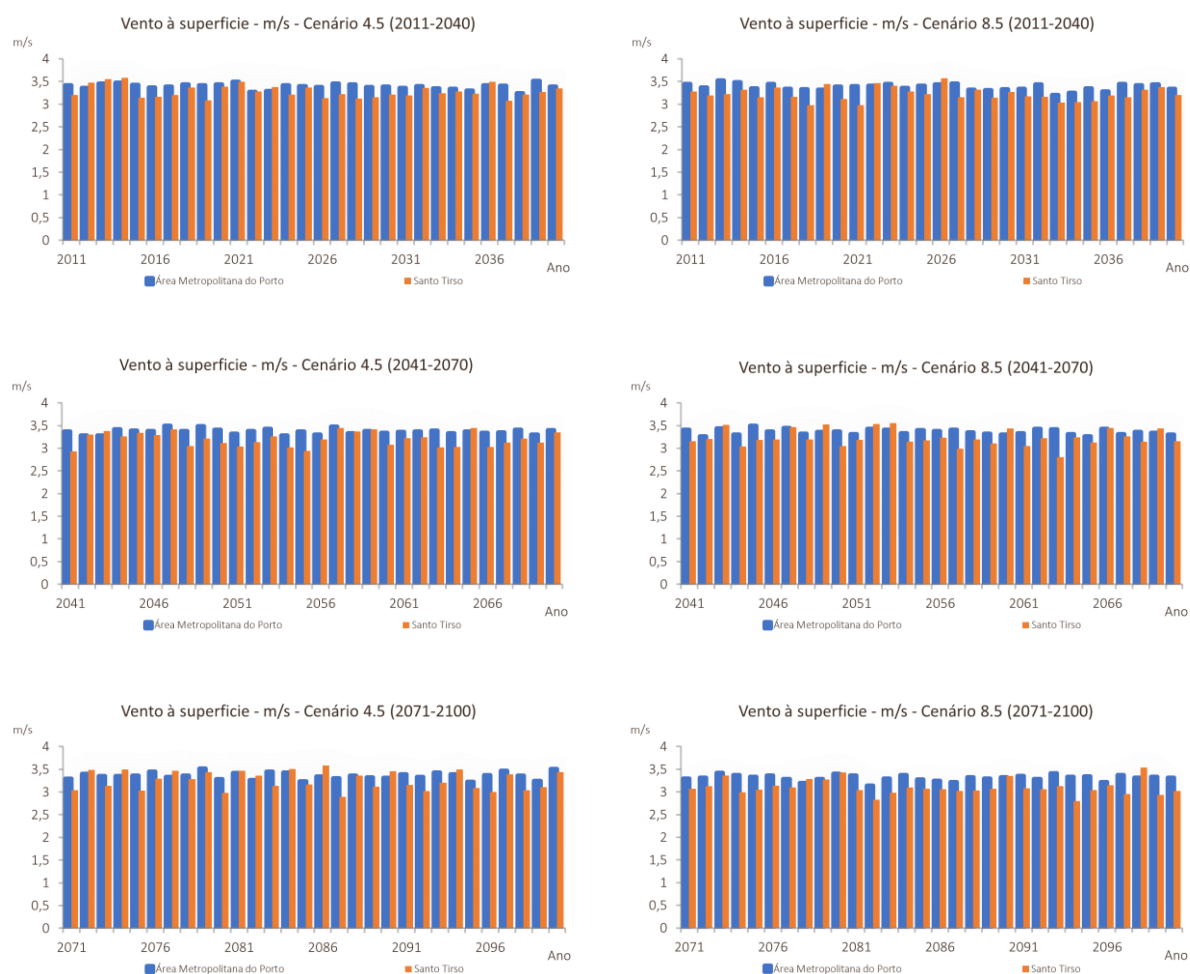 Vento à superficie - m/s - Cenário 4.5 (2011-2040)
m/s
4
3,5
3
2,5
2
1,5
1
0,5
0
2011 2016 2021 2026 2031 2036
Ano
Área Metropolitana do Porto Santo Tirso
Vento à superficie - m/s - Cenário 8.5 (2011-2040)
m/s
4
3,5
3
2,5
2
1,5
1
0,5
0
2011 2016 2021 2026 2031 2036
Ano
Área Metropolitana do Porto Santo Tirso
Vento à superficie - m/s - Cenário 4.5 (2041-2070)
m/s
4
3,5
3
2,5
2
1,5
1
0,5
0
2041 2046 2051 2056 2061 2066
Ano
Área Metropolitana do Porto Santo Tirso
Vento à superficie - m/s - Cenário 8.5 (2041-2070)
m/s
4
3,5
3
2,5
2
1,5
1
0,5
0
2041 2046 2051 2056 2061 2066
Ano
Área Metropolitana do Porto Santo Tirso
Vento à superficie - m/s - Cenário 4.5 (2071-2100)
m/s
4
3,5
3
2,5
2
1,5
1
0,5
0
2071 2076 2081 2086 2091 2096
Ano
Área Metropolitana do Porto Santo Tirso
Vento à superficie - m/s - Cenário 8.5 (2071-2100)
m/s
4
3,5
3
2,5
2
1,5
1
0,5
0
2071 2076 2081 2086 2091 2096
Ano
Área Metropolitana do Porto Santo Tirso